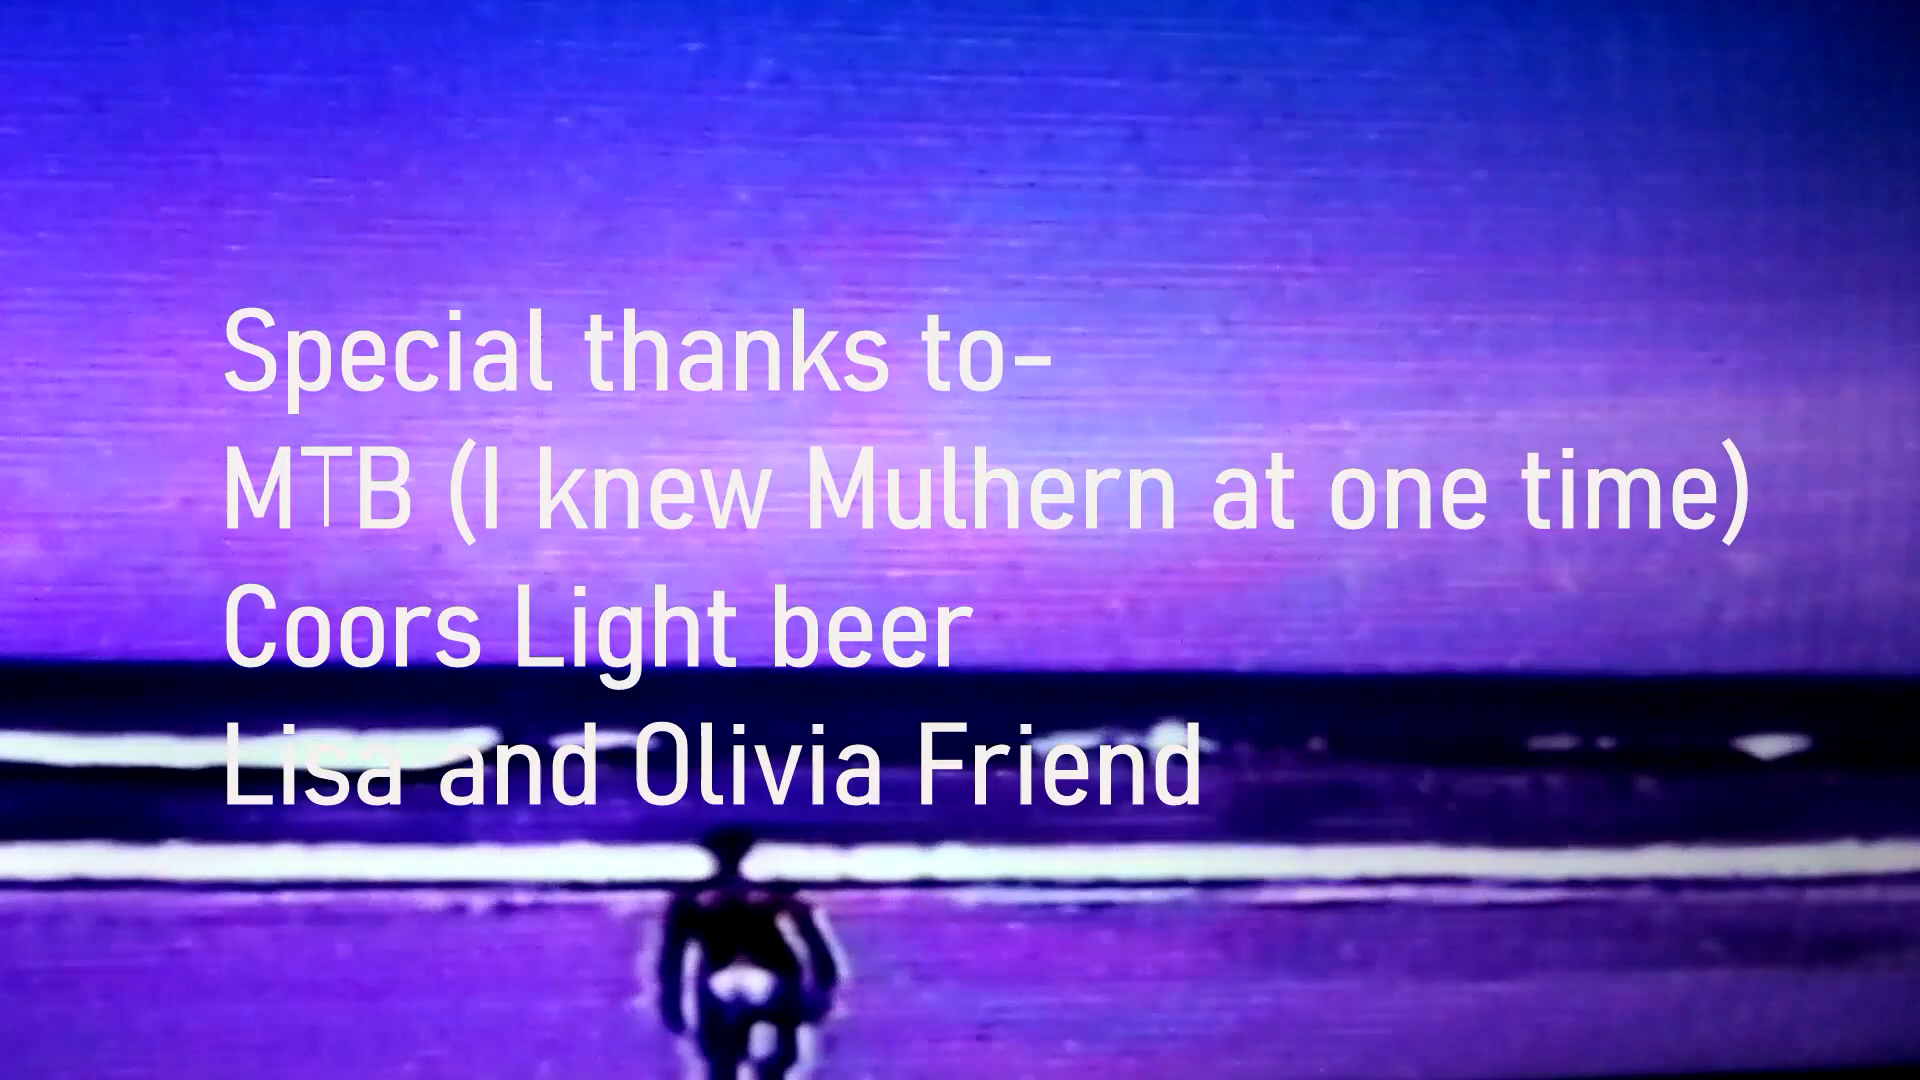 Special thanks to-
MTB (I knew Mulhern at one time)
Coors Light beer
Lisa and Olivia Friend